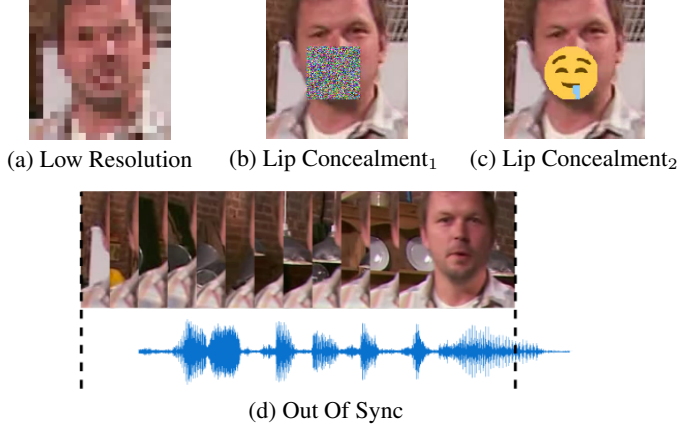 (a) Low Resolution
(b) Lip Concealment₁
(c) Lip Concealment₂
(d) Out Of Sync